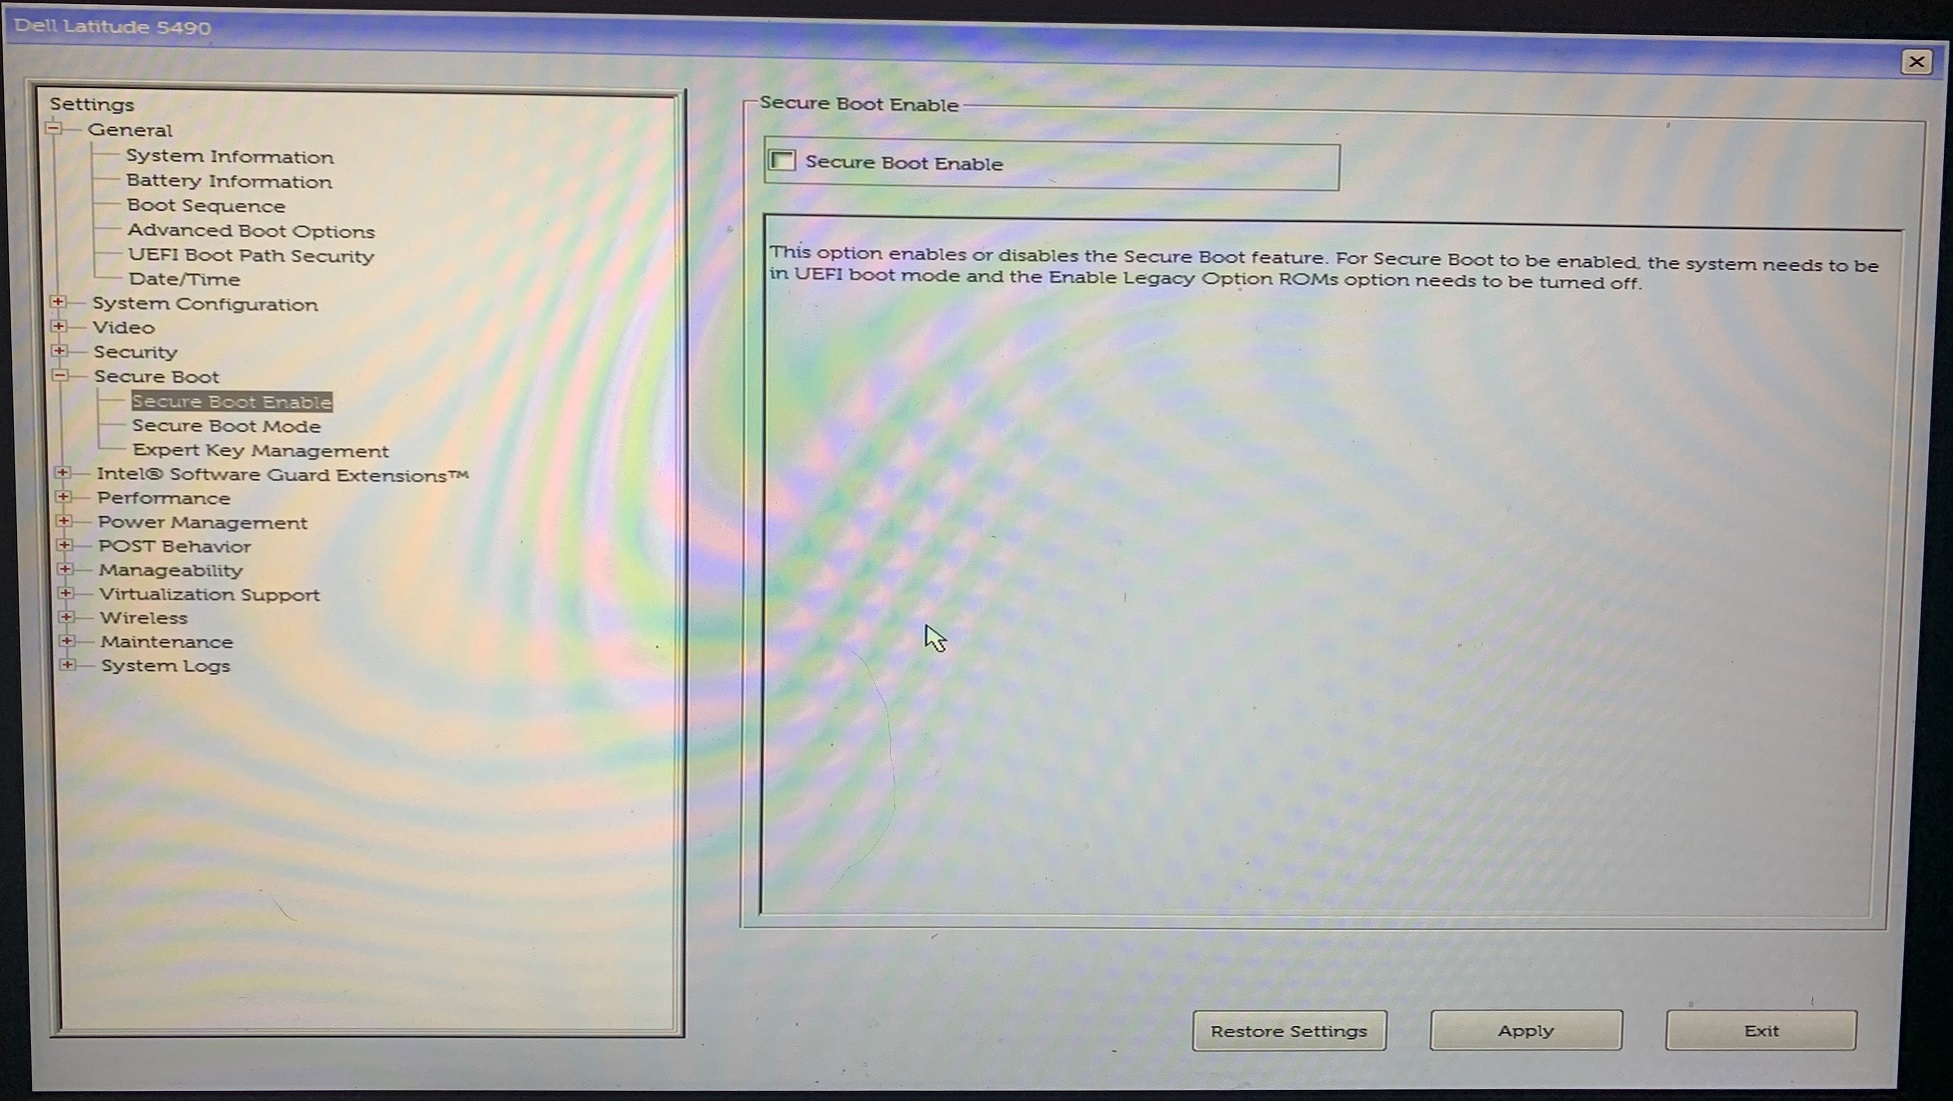 Dell Latitude 5490
Settings
General
System Information
Battery Information
Boot Sequence
Advanced Boot Options
UEFI Boot Path Security
Date/Time
System Configuration
Video
Security
Secure Boot
Secure Boot Enable
Secure Boot Mode
Expert Key Management
Intel® Software Guard Extensions™
Performance
Power Management
POST Behavior
Manageability
Virtualization Support
Wireless
Maintenance
System Logs
Secure Boot Enable
Secure Boot Enable
This option enables or disables the Secure Boot feature. For Secure Boot to be enabled, the system needs to be
in UEFI boot mode and the Enable Legacy Option ROMs option needs to be turned off.
Restore Settings
Apply
Exit